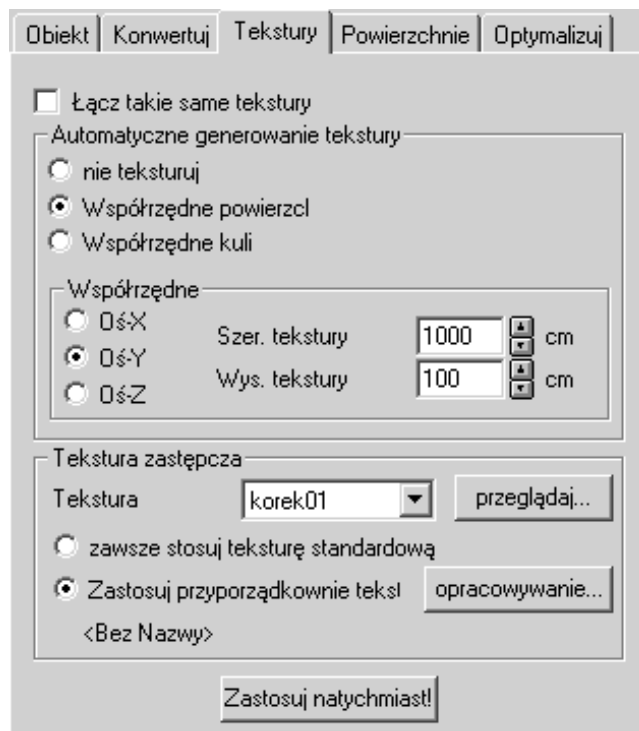 Obiekt Konwertuj Tekstury Powierzchnie Optymalizuj
Łącz takie same tekstury
Automatyczne generowanie tekstury
nie teksturuj
Współrzędne powierzcl
Współrzędne kuli
Współrzędne
Oś-X
Szer. tekstury 1000 cm
Oś-Y
Wys. tekstury 100 cm
Oś-Z
Tekstura zastępcza
Tekstura korek01 przeglądaj...
zawsze stosuj teksturę standardową
Zastosuj przyporządkownie teksl opracowywanie...
<Bez Nazwy>
Zastosuj natychmiast!